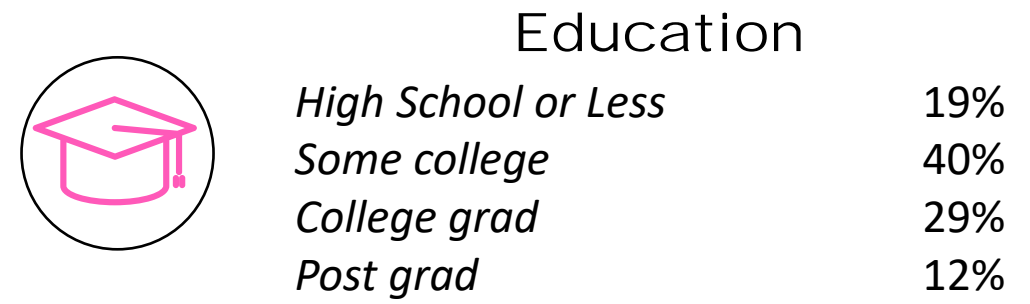 Education
High School or Less 19%
Some college 40%
College grad 29%
Post grad 12%